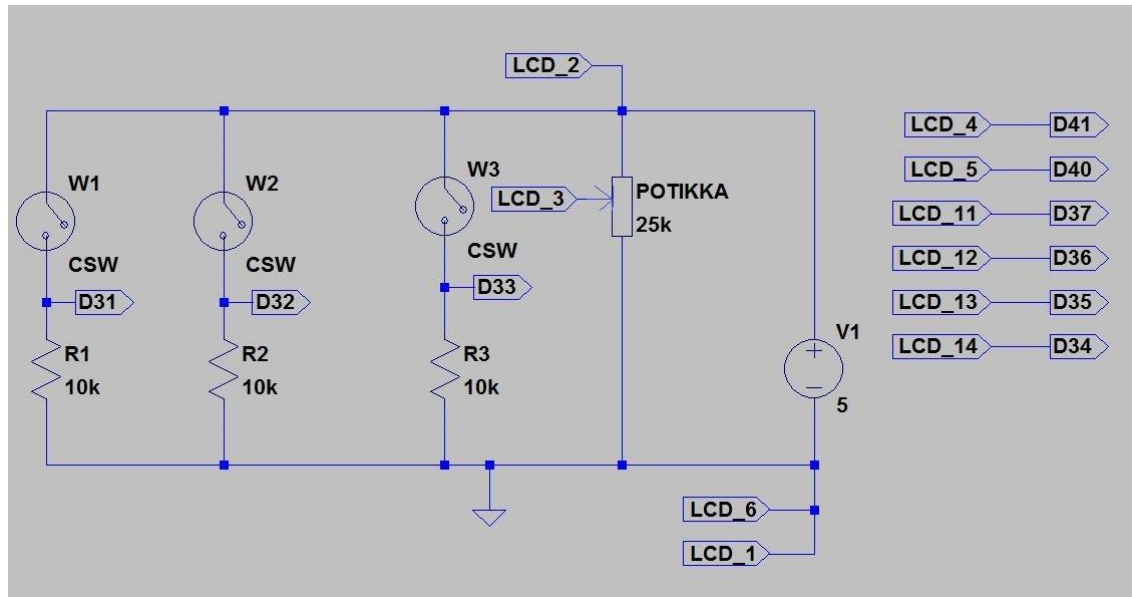 LCD_2
W1
W2
W3
LCD_3
POTIKKA
25k
CSW
CSW
CSW
D31
D32
D33
R1
10k
R2
10k
R3
10k
V1
5
LCD_6
LCD_1
LCD_4 D41
LCD_5 D40
LCD_11 D37
LCD_12 D36
LCD_13 D35
LCD_14 D34